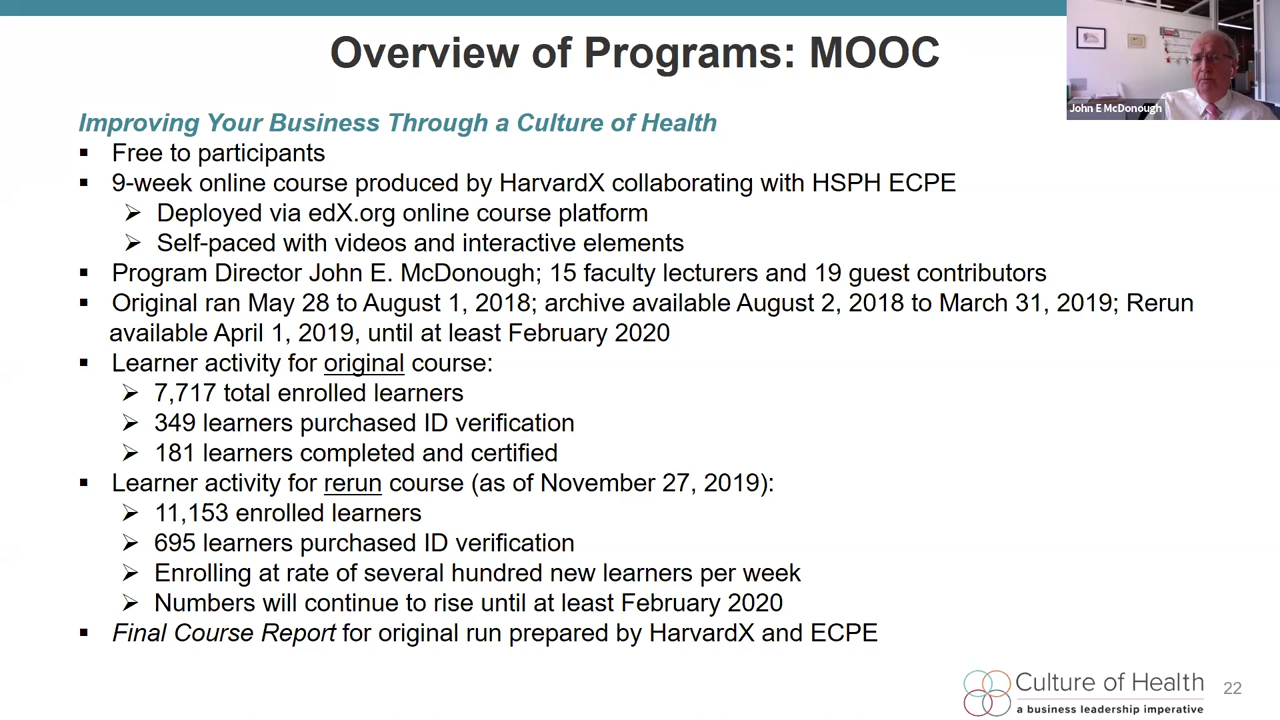 Overview of Programs: MOOC
John E McDonough
Improving Your Business Through a Culture of Health
▪ Free to participants
▪ 9-week online course produced by HarvardX collaborating with HSPH ECPE
➢ Deployed via edX.org online course platform
➢ Self-paced with videos and interactive elements
▪ Program Director John E. McDonough; 15 faculty lecturers and 19 guest contributors
▪ Original ran May 28 to August 1, 2018; archive available August 2, 2018 to March 31, 2019; Rerun
available April 1, 2019, until at least February 2020
▪ Learner activity for original course:
➢ 7,717 total enrolled learners
➢ 349 learners purchased ID verification
➢ 181 learners completed and certified
▪ Learner activity for rerun course (as of November 27, 2019):
➢ 11,153 enrolled learners
➢ 695 learners purchased ID verification
➢ Enrolling at rate of several hundred new learners per week
➢ Numbers will continue to rise until at least February 2020
▪ Final Course Report for original run prepared by HarvardX and ECPE
Culture of Health
a business leadership imperative
22